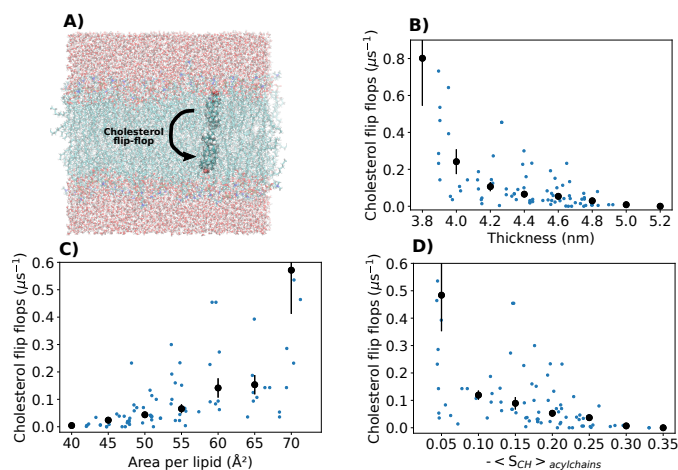 A)
Cholesterol
flip-flop
B)
Cholesterol flip flops (μs⁻¹)
0.8
0.6
0.4
0.2
0.0
3.8 4.0 4.2 4.4 4.6 4.8 5.0 5.2
Thickness (nm)
C)
Cholesterol flip flops (μs⁻¹)
0.6
0.5
0.4
0.3
0.2
0.1
0.0
40 45 50 55 60 65 70
Area per lipid (Å²)
D)
Cholesterol flip flops (μs⁻¹)
0.6
0.5
0.4
0.3
0.2
0.1
0.0
0.05 0.10 0.15 0.20 0.25 0.30 0.35
-<S_CH>_acylchains